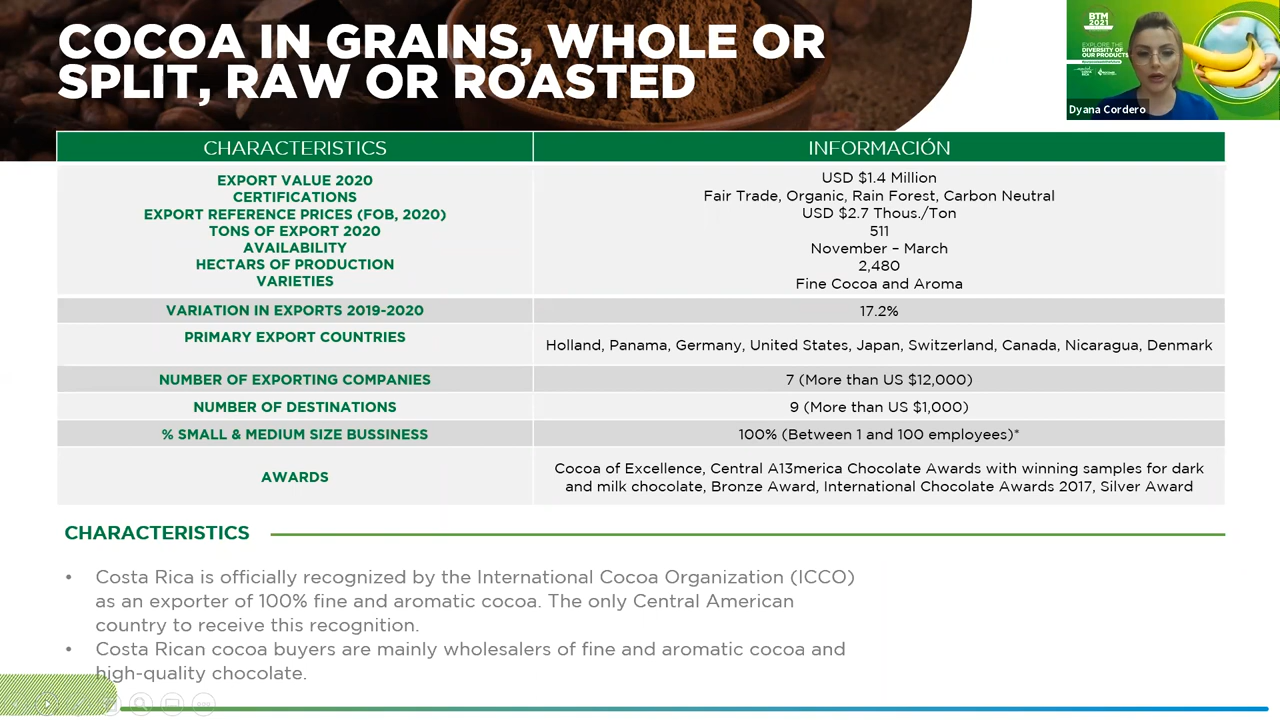 COCOA IN GRAINS, WHOLE OR
SPLIT, RAW OR ROASTED
BTM
2021
EXPLORE THE
DIVERSITY OF
OUR PRODUCTS
Dyana Cordero
CHARACTERISTICS
INFORMACIÓN
EXPORT VALUE 2020
USD $1.4 Million
CERTIFICATIONS
Fair Trade, Organic, Rain Forest, Carbon Neutral
EXPORT REFERENCE PRICES (FOB, 2020)
USD $2.7 Thous./Ton
TONS OF EXPORT 2020
511
AVAILABILITY
November – March
HECTARS OF PRODUCTION
2,480
VARIETIES
Fine Cocoa and Aroma
VARIATION IN EXPORTS 2019-2020
17.2%
PRIMARY EXPORT COUNTRIES
Holland, Panama, Germany, United States, Japan, Switzerland, Canada, Nicaragua, Denmark
NUMBER OF EXPORTING COMPANIES
7 (More than US $12,000)
NUMBER OF DESTINATIONS
9 (More than US $1,000)
% SMALL & MEDIUM SIZE BUSSINESS
100% (Between 1 and 100 employees)*
AWARDS
Cocoa of Excellence, Central A13merica Chocolate Awards with winning samples for dark
and milk chocolate, Bronze Award, International Chocolate Awards 2017, Silver Award
CHARACTERISTICS
• Costa Rica is officially recognized by the International Cocoa Organization (ICCO)
as an exporter of 100% fine and aromatic cocoa. The only Central American
country to receive this recognition.
• Costa Rican cocoa buyers are mainly wholesalers of fine and aromatic cocoa and
high-quality chocolate.